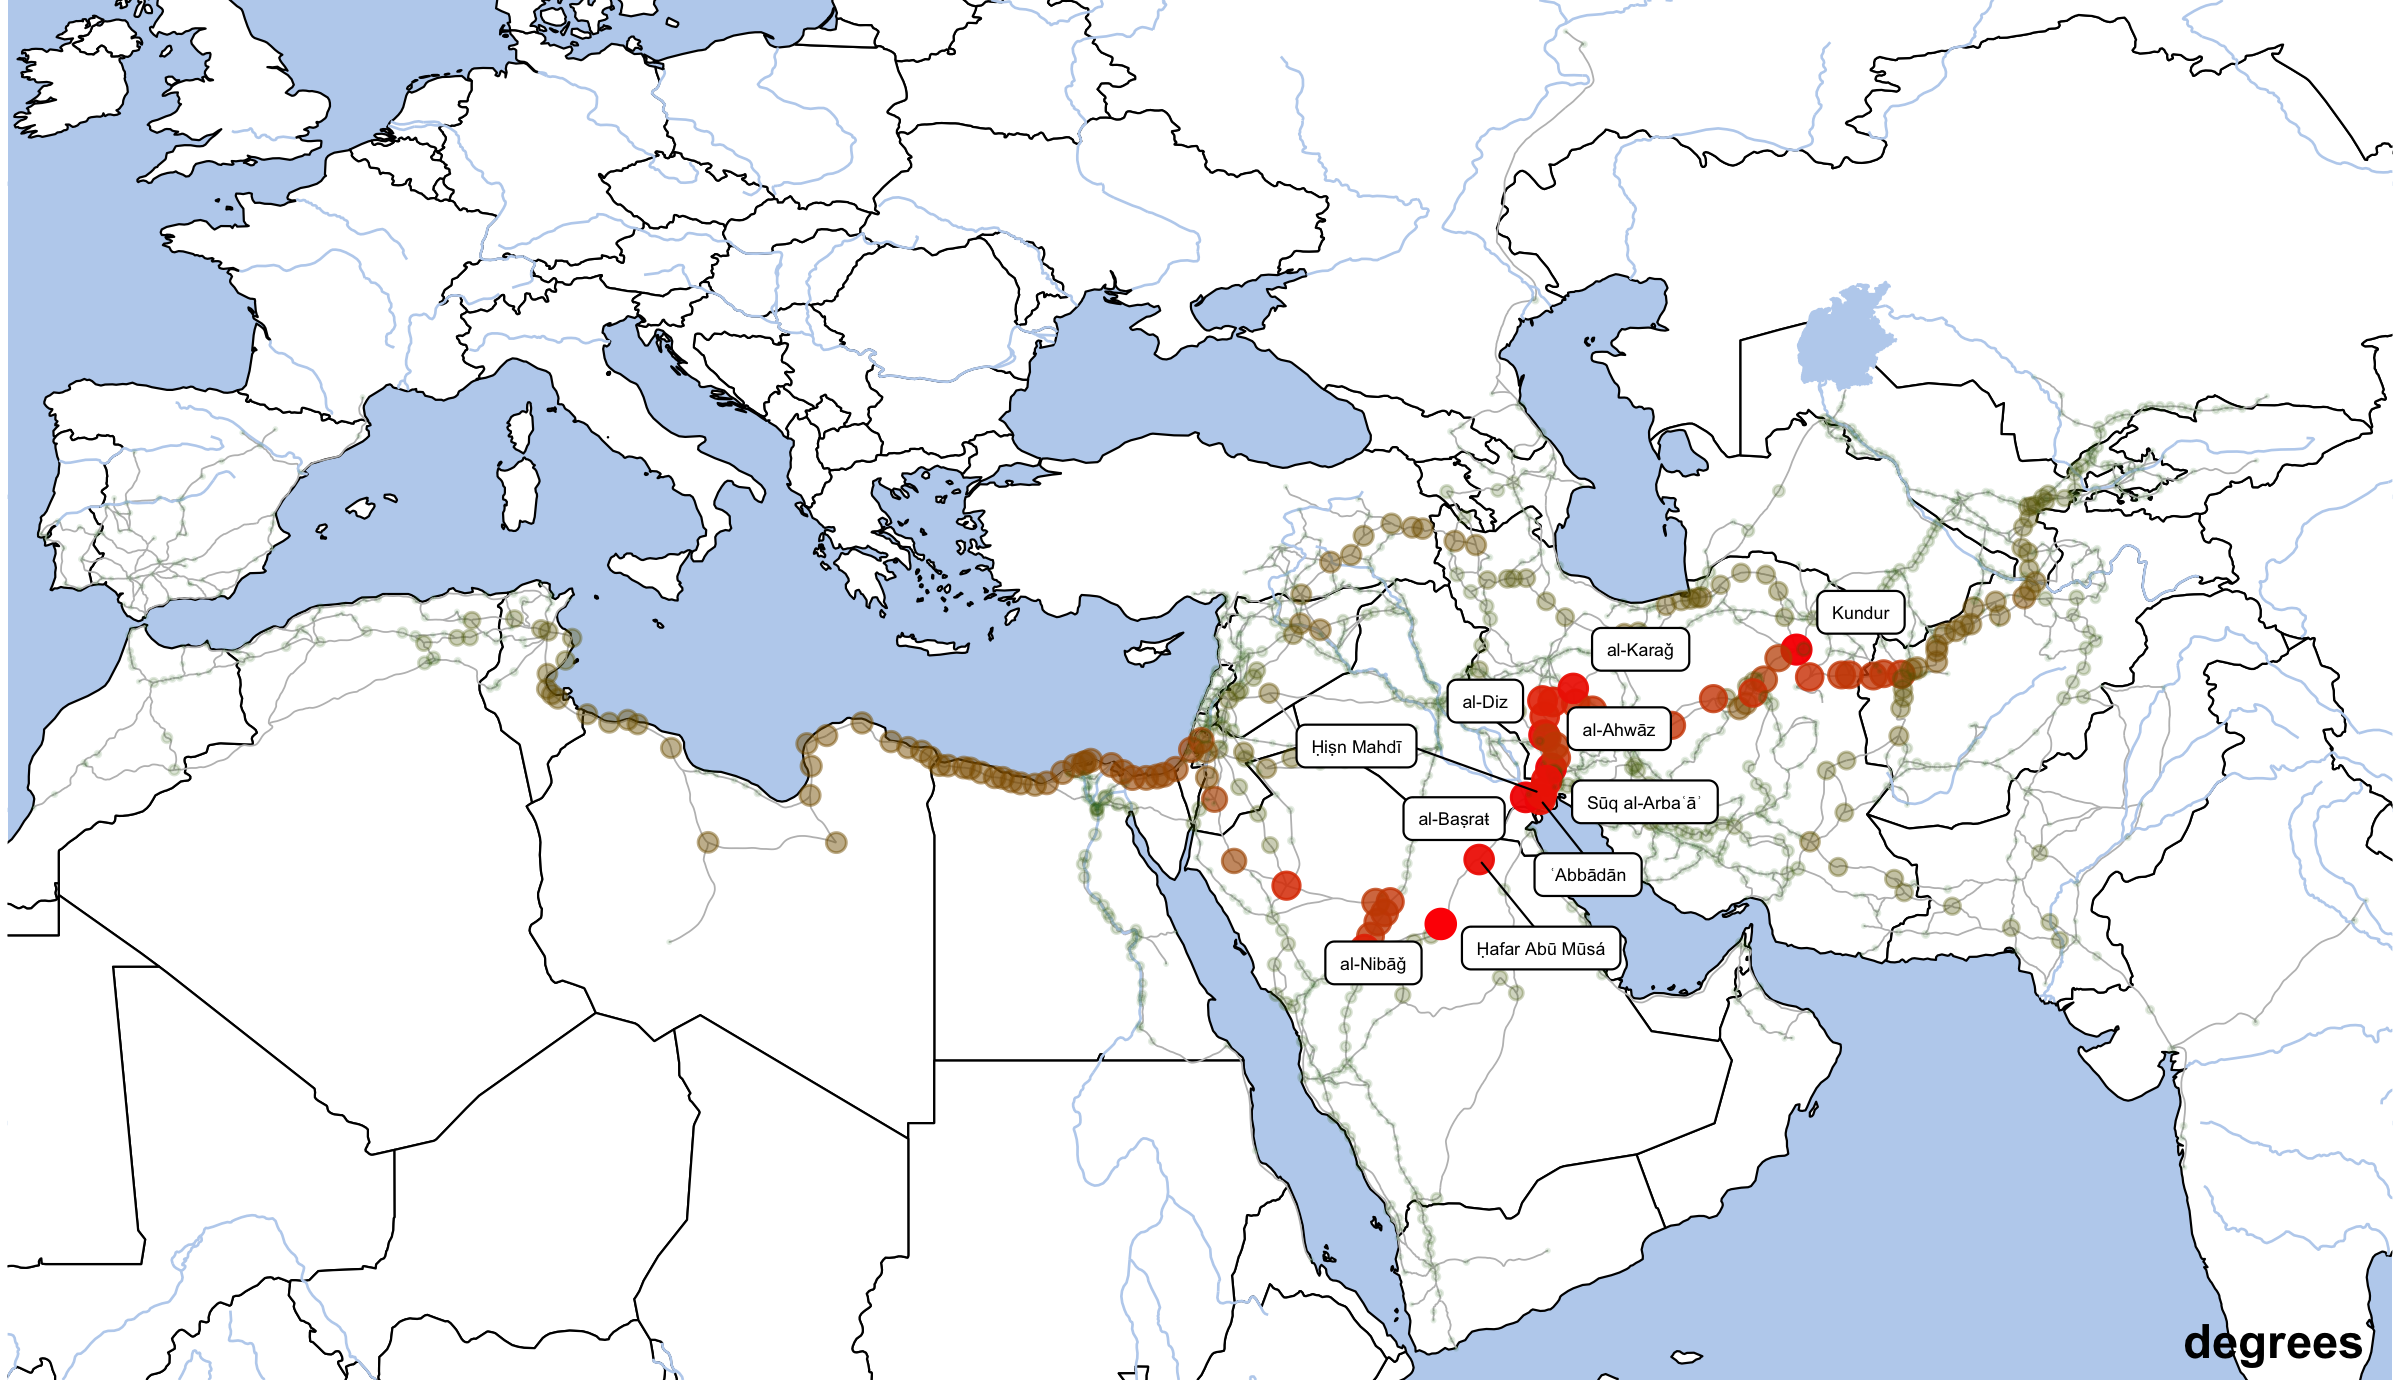 Kundur
al-Karağ
al-Diz
al-Ahwāz
Ḥiṣn Mahdī
Sūq al-Arbaʿāʾ
al-Baṣraŧ
ʿAbbādān
Ḥafar Abū Mūsá
al-Nibāğ
degrees